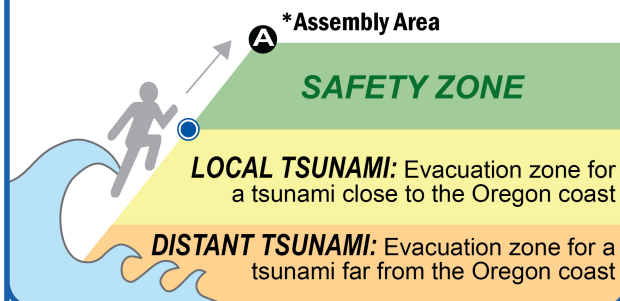 *Assembly Area
A
SAFETY ZONE
LOCAL TSUNAMI: Evacuation zone for
a tsunami close to the Oregon coast
DISTANT TSUNAMI: Evacuation zone for a
tsunami far from the Oregon coast